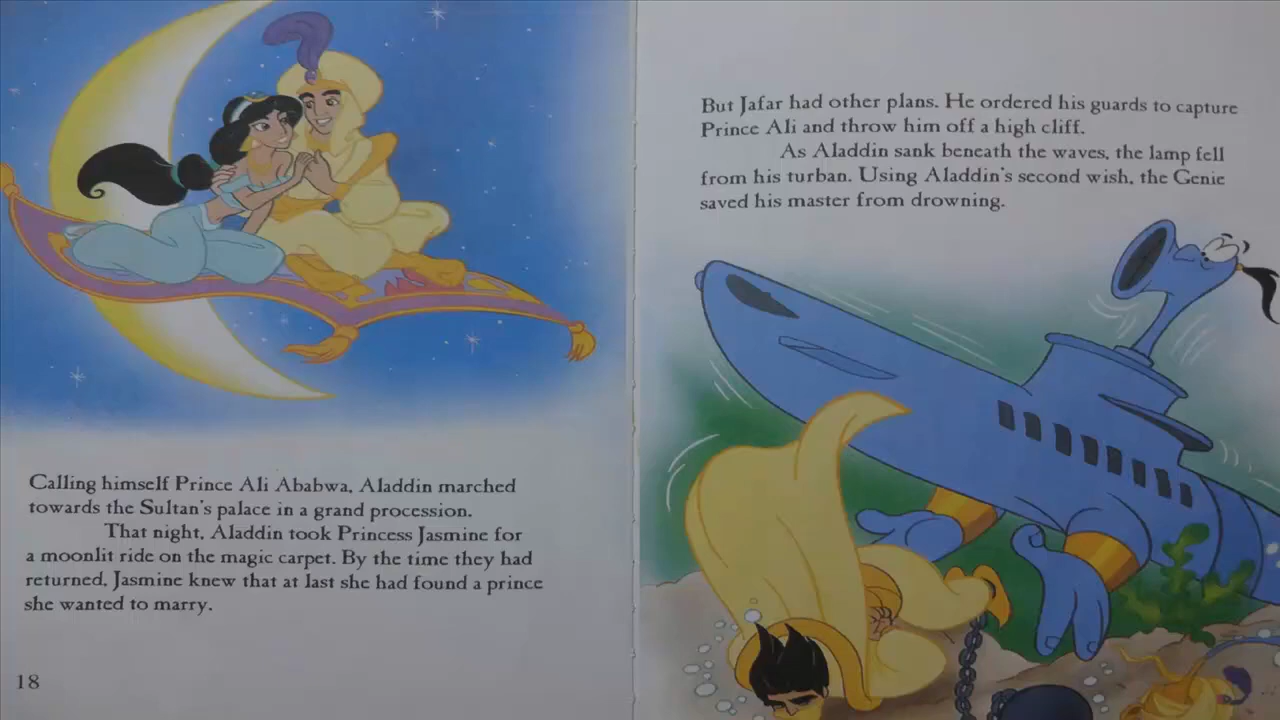 Calling himself Prince Ali Ababwa, Aladdin marched
towards the Sultan's palace in a grand procession.
That night, Aladdin took Princess Jasmine for
a moonlit ride on the magic carpet. By the time they had
returned, Jasmine knew that at last she had found a prince
she wanted to marry.
18
But Jafar had other plans. He ordered his guards to capture
Prince Ali and throw him off a high cliff.
As Aladdin sank beneath the waves, the lamp fell
from his turban. Using Aladdin's second wish, the Genie
saved his master from drowning.